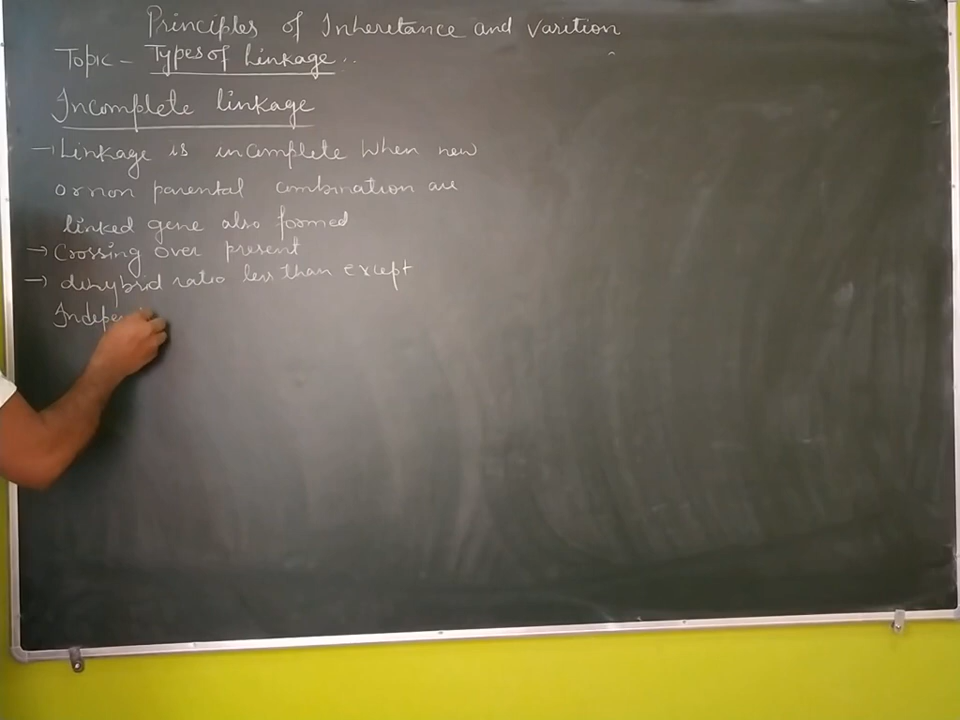 Principles of Inheretance and Varition
Topic - Types of Linkage ..
Incomplete linkage
→ Linkage is incomplete when new
or non parental combination are
linked gene also formed
→ Crossing over present
→ dihybrid ratio less than except
Indepe